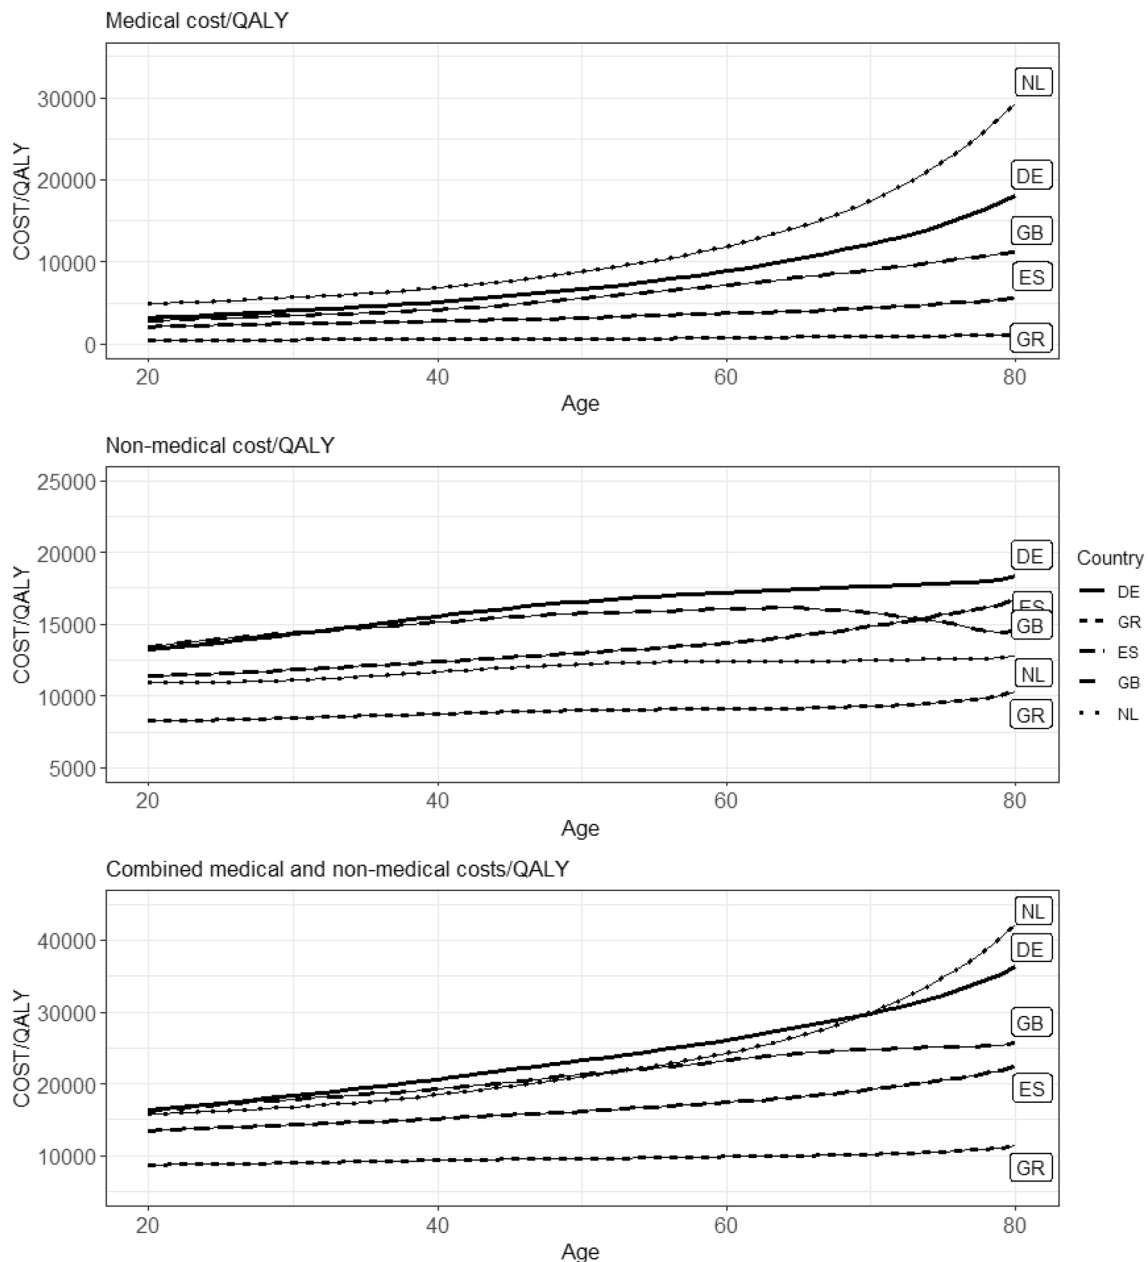 Medical cost/QALY
COST/QALY
30000
20000
10000
0
NL
DE
GB
ES
GR
20 40 60 80
Age
Non-medical cost/QALY
COST/QALY
25000
20000
15000
10000
5000
DE
ES
GB
NL
GR
20 40 60 80
Age
Country
DE
GR
ES
GB
NL
Combined medical and non-medical costs/QALY
COST/QALY
40000
30000
20000
10000
NL
DE
GB
ES
GR
20 40 60 80
Age